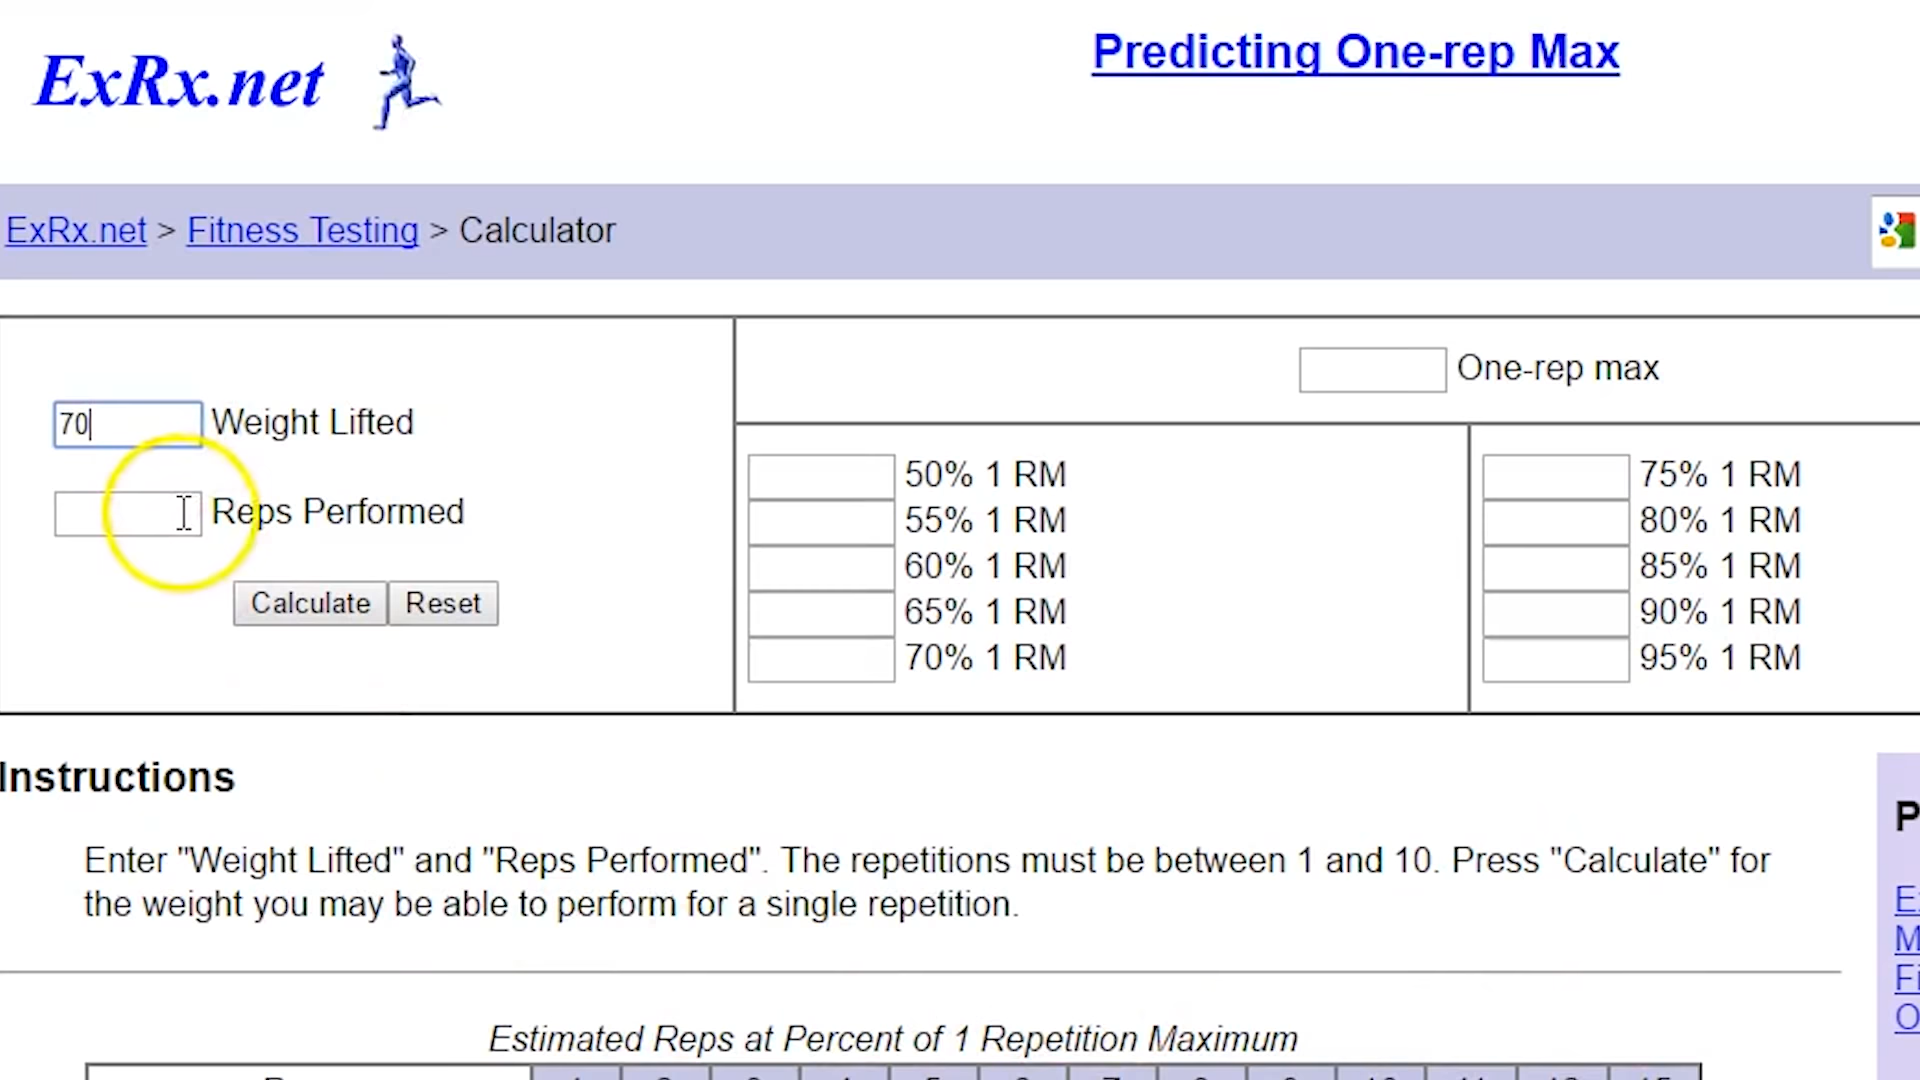 ExRx.net
Predicting One-rep Max
ExRx.net > Fitness Testing > Calculator
One-rep max
70 Weight Lifted
Reps Performed
Calculate Reset
50% 1 RM
55% 1 RM
60% 1 RM
65% 1 RM
70% 1 RM
75% 1 RM
80% 1 RM
85% 1 RM
90% 1 RM
95% 1 RM
Instructions
Enter "Weight Lifted" and "Reps Performed". The repetitions must be between 1 and 10. Press "Calculate" for
the weight you may be able to perform for a single repetition.
Estimated Reps at Percent of 1 Repetition Maximum